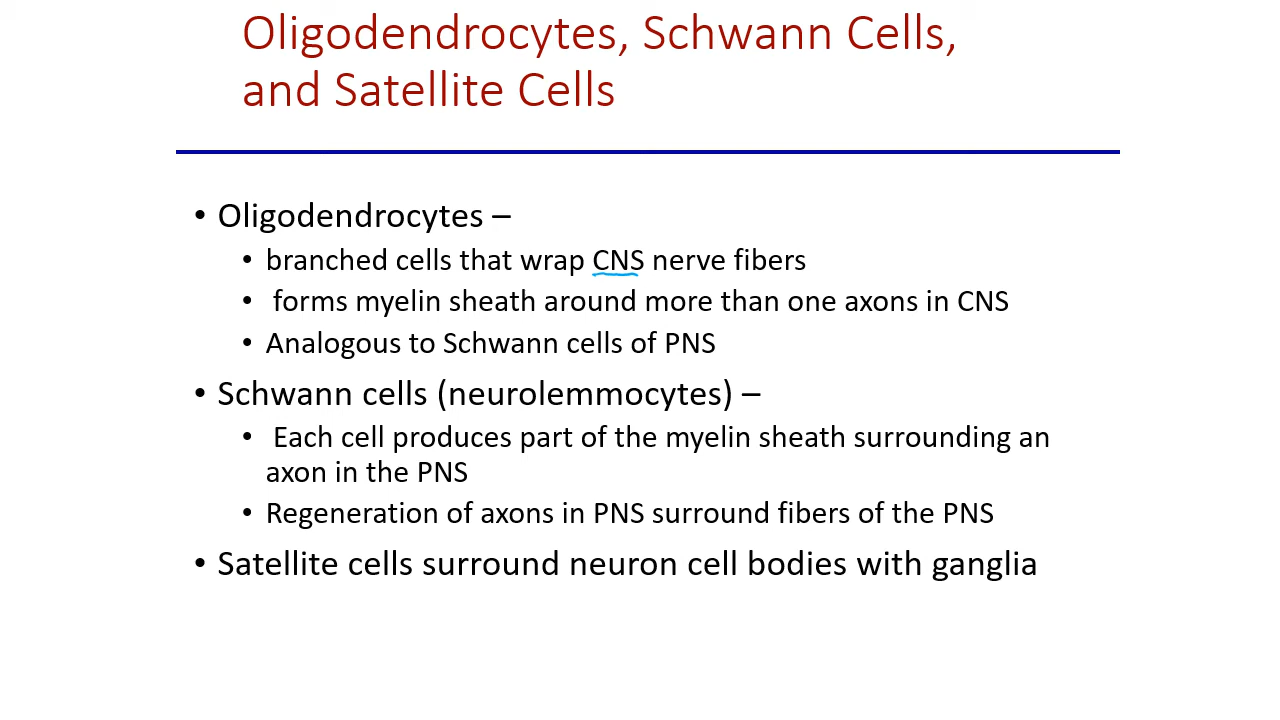 Oligodendrocytes, Schwann Cells,
and Satellite Cells
• Oligodendrocytes –
• branched cells that wrap CNS nerve fibers
• forms myelin sheath around more than one axons in CNS
• Analogous to Schwann cells of PNS
• Schwann cells (neurolemmocytes) –
• Each cell produces part of the myelin sheath surrounding an
axon in the PNS
• Regeneration of axons in PNS surround fibers of the PNS
• Satellite cells surround neuron cell bodies with ganglia